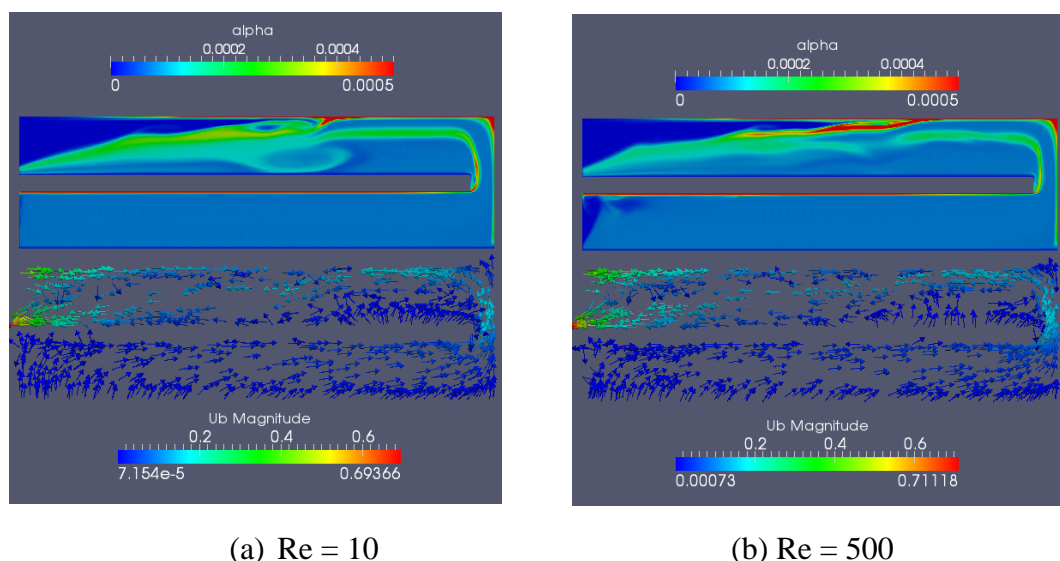 alpha
0.0002 0.0004
0 0.0005
Ub Magnitude
0.2 0.4 0.6
7.154e-5 0.69366
(a) Re = 10
alpha
0.0002 0.0004
0 0.0005
Ub Magnitude
0.2 0.4 0.6
0.00073 0.71118
(b) Re = 500